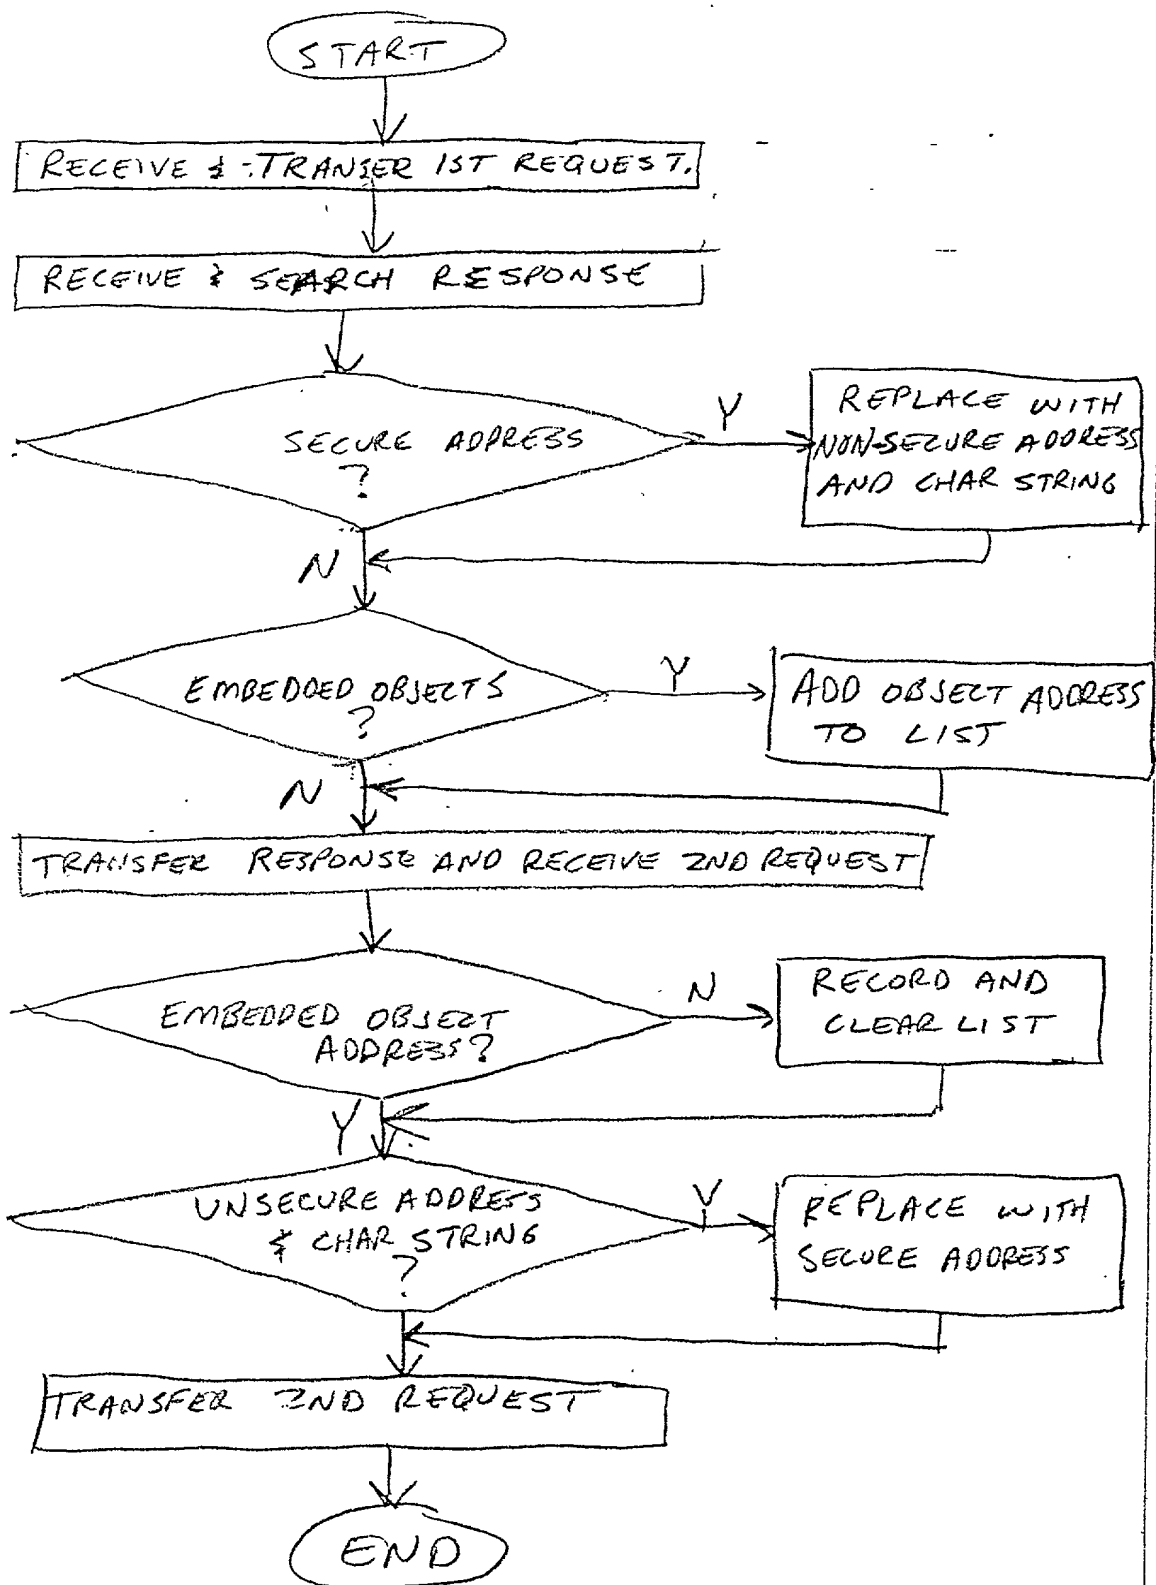 START
RECEIVE & TRANSER 1ST REQUEST.
RECEIVE & SEARCH RESPONSE
SECURE ADDRESS
?
Y
REPLACE WITH
NON-SECURE ADDRESS
AND CHAR STRING
N
EMBEDDED OBJECTS
?
Y
ADD OBJECT ADDRESS
TO LIST
N
TRANSFER RESPONSE AND RECEIVE 2ND REQUEST
EMBEDDED OBJECT
ADDRESS?
N
RECORD AND
CLEAR LIST
Y
UNSECURE ADDRESS
& CHAR STRING
?
Y
REPLACE WITH
SECURE ADDRESS
TRANSFER 2ND REQUEST
END